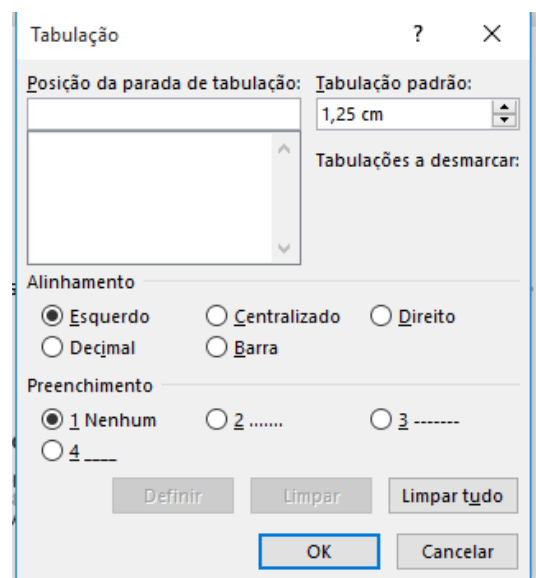 Tabulação ?
Posição da parada de tabulação: Tabulação padrão:
1,25 cm
Tabulações a desmarcar:
Alinhamento
Esquerdo Centralizado Direito
Decimal Barra
Preenchimento
1 Nenhum 2 ....... 3 -------
4 ____
Definir Limpar Limpar tudo
OK Cancelar